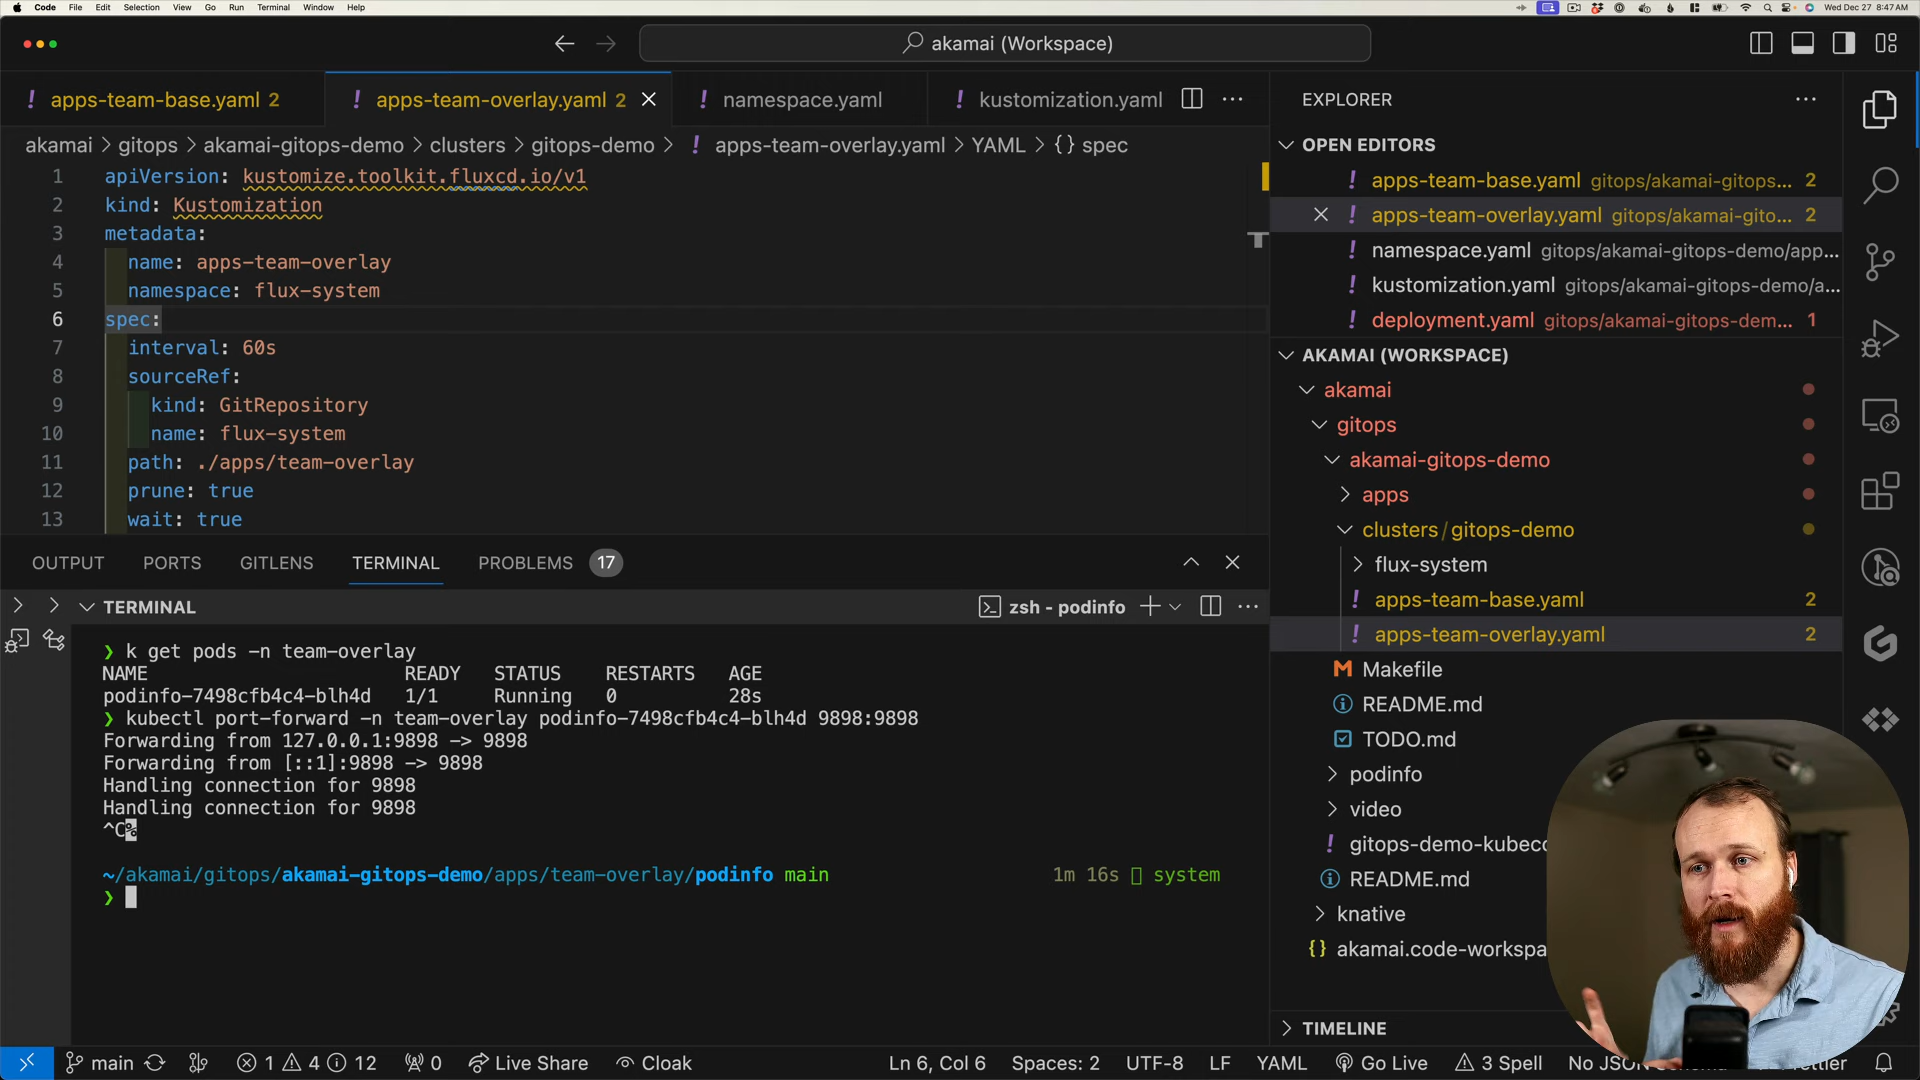 Code File Edit Selection View Go Run Terminal Window Help
Wed Dec 27 8:47 AM
akamai (Workspace)
apps-team-base.yaml 2
apps-team-overlay.yaml 2
namespace.yaml
kustomization.yaml
akamai > gitops > akamai-gitops-demo > clusters > gitops-demo > apps-team-overlay.yaml > YAML > {} spec
1 apiVersion: kustomize.toolkit.fluxcd.io/v1
2 kind: Kustomization
3 metadata:
4 name: apps-team-overlay
5 namespace: flux-system
6 spec:
7 interval: 60s
8 sourceRef:
9 kind: GitRepository
10 name: flux-system
11 path: ./apps/team-overlay
12 prune: true
13 wait: true
OUTPUT PORTS GITLENS TERMINAL PROBLEMS 17
TERMINAL
zsh - podinfo
❯ k get pods -n team-overlay
NAME READY STATUS RESTARTS AGE
podinfo-7498cfb4c4-blh4d 1/1 Running 0 28s
❯ kubectl port-forward -n team-overlay podinfo-7498cfb4c4-blh4d 9898:9898
Forwarding from 127.0.0.1:9898 -> 9898
Forwarding from [::1]:9898 -> 9898
Handling connection for 9898
Handling connection for 9898
^C%
~/akamai/gitops/akamai-gitops-demo/apps/team-overlay/podinfo main
1m 16s system
❯
EXPLORER
OPEN EDITORS
apps-team-base.yaml gitops/akamai-gitops... 2
apps-team-overlay.yaml gitops/akamai-gito... 2
namespace.yaml gitops/akamai-gitops-demo/app...
kustomization.yaml gitops/akamai-gitops-demo/a...
deployment.yaml gitops/akamai-gitops-dem... 1
AKAMAI (WORKSPACE)
akamai
gitops
akamai-gitops-demo
apps
clusters/gitops-demo
flux-system
apps-team-base.yaml 2
apps-team-overlay.yaml 2
Makefile
README.md
TODO.md
podinfo
video
gitops-demo-kubeco
README.md
knative
akamai.code-workspa
TIMELINE
main
1 4 12
0
Live Share
Cloak
Ln 6, Col 6
Spaces: 2
UTF-8
LF
YAML
Go Live
3 Spell
No JSON